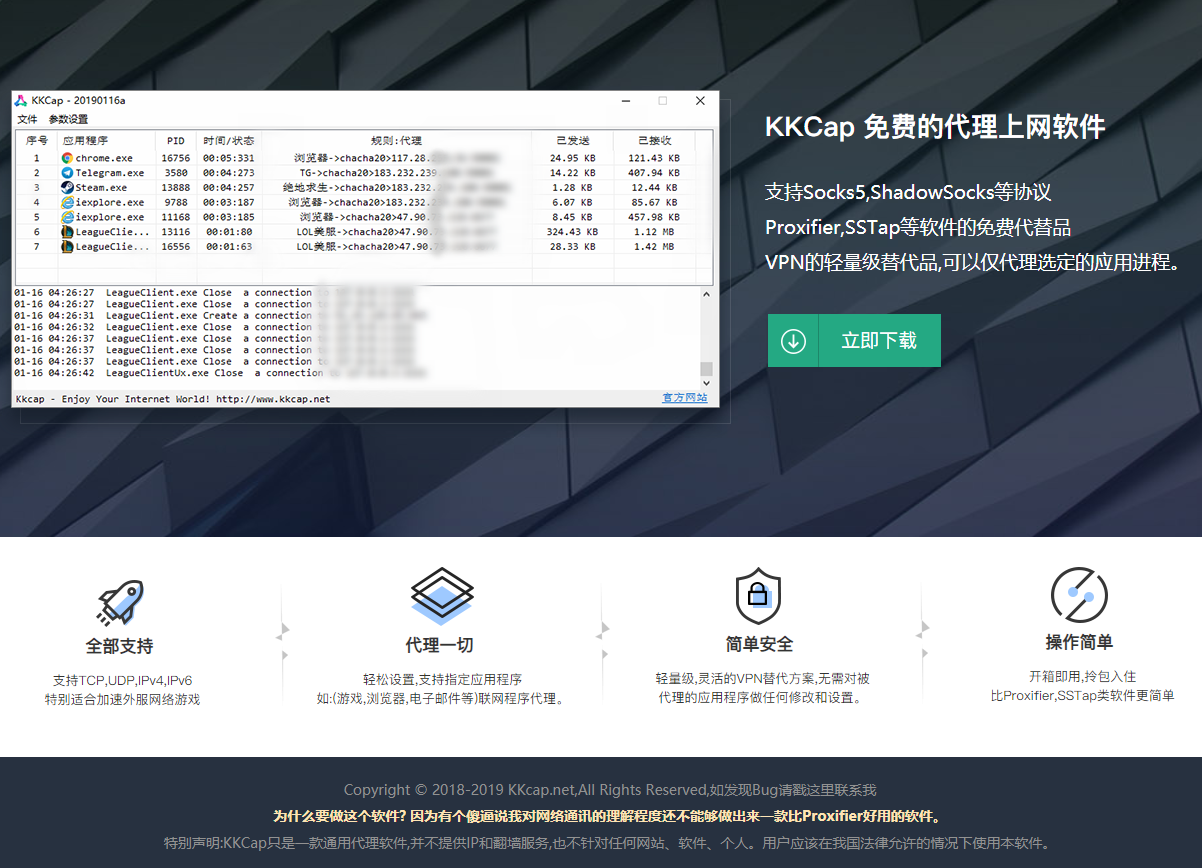 KKCap - 20190116a
文件 参数设置
序号 应用程序 PID 时间/状态 规则:代理 已发送 已接收
1 chrome.exe 16756 00:05:331 浏览器->chacha20>117.28. 24.95 KB 121.43 KB
2 Telegram.exe 3580 00:04:273 TG->chacha20>183.232.239 14.22 KB 407.94 KB
3 Steam.exe 13888 00:04:257 绝地求生->chacha20>183.232. 1.28 KB 12.44 KB
4 iexplore.exe 9788 00:03:187 浏览器->chacha20>183.232. 6.07 KB 85.67 KB
5 iexplore.exe 11168 00:03:185 浏览器->chacha20>47.90. 8.45 KB 457.98 KB
6 LeagueClie... 13116 00:01:80 LOL美服->chacha20>47.90. 324.43 KB 1.12 MB
7 LeagueClie... 16556 00:01:63 LOL美服->chacha20>47.90. 28.33 KB 1.42 MB
01-16 04:26:27 LeagueClient.exe Close a connection
01-16 04:26:27 LeagueClient.exe Close a connection
01-16 04:26:31 LeagueClient.exe Create a connection
01-16 04:26:32 LeagueClient.exe Close a connection
01-16 04:26:37 LeagueClient.exe Close a connection
01-16 04:26:37 LeagueClient.exe Close a connection
01-16 04:26:37 LeagueClient.exe Close a connection
01-16 04:26:42 LeagueClientUx.exe Close a connection
Kkcap - Enjoy Your Internet World! http://www.kkcap.net 官方网站
KKCap 免费的代理上网软件
支持Socks5,ShadowSocks等协议
Proxifier,SSTap等软件的免费代替品
VPN的轻量级替代品,可以仅代理选定的应用进程。
立即下载
全部支持
支持TCP,UDP,IPv4,IPv6
特别适合加速外服网络游戏
代理一切
轻松设置,支持指定应用程序
如:(游戏,浏览器,电子邮件等)联网程序代理。
简单安全
轻量级,灵活的VPN替代方案,无需对被
代理的应用程序做任何修改和设置。
操作简单
开箱即用,拎包入住
比Proxifier,SSTap类软件更简单
Copyright © 2018-2019 KKcap.net,All Rights Reserved,如发现Bug请戳这里联系我
为什么要做这个软件? 因为有个傻逼说我对网络通讯的理解程度还不能够做出来一款比Proxifier好用的软件。
特别声明:KKCap只是一款通用代理软件,并不提供IP和翻墙服务,也不针对任何网站、软件、个人。用户应该在我国法律允许的情况下使用本软件。